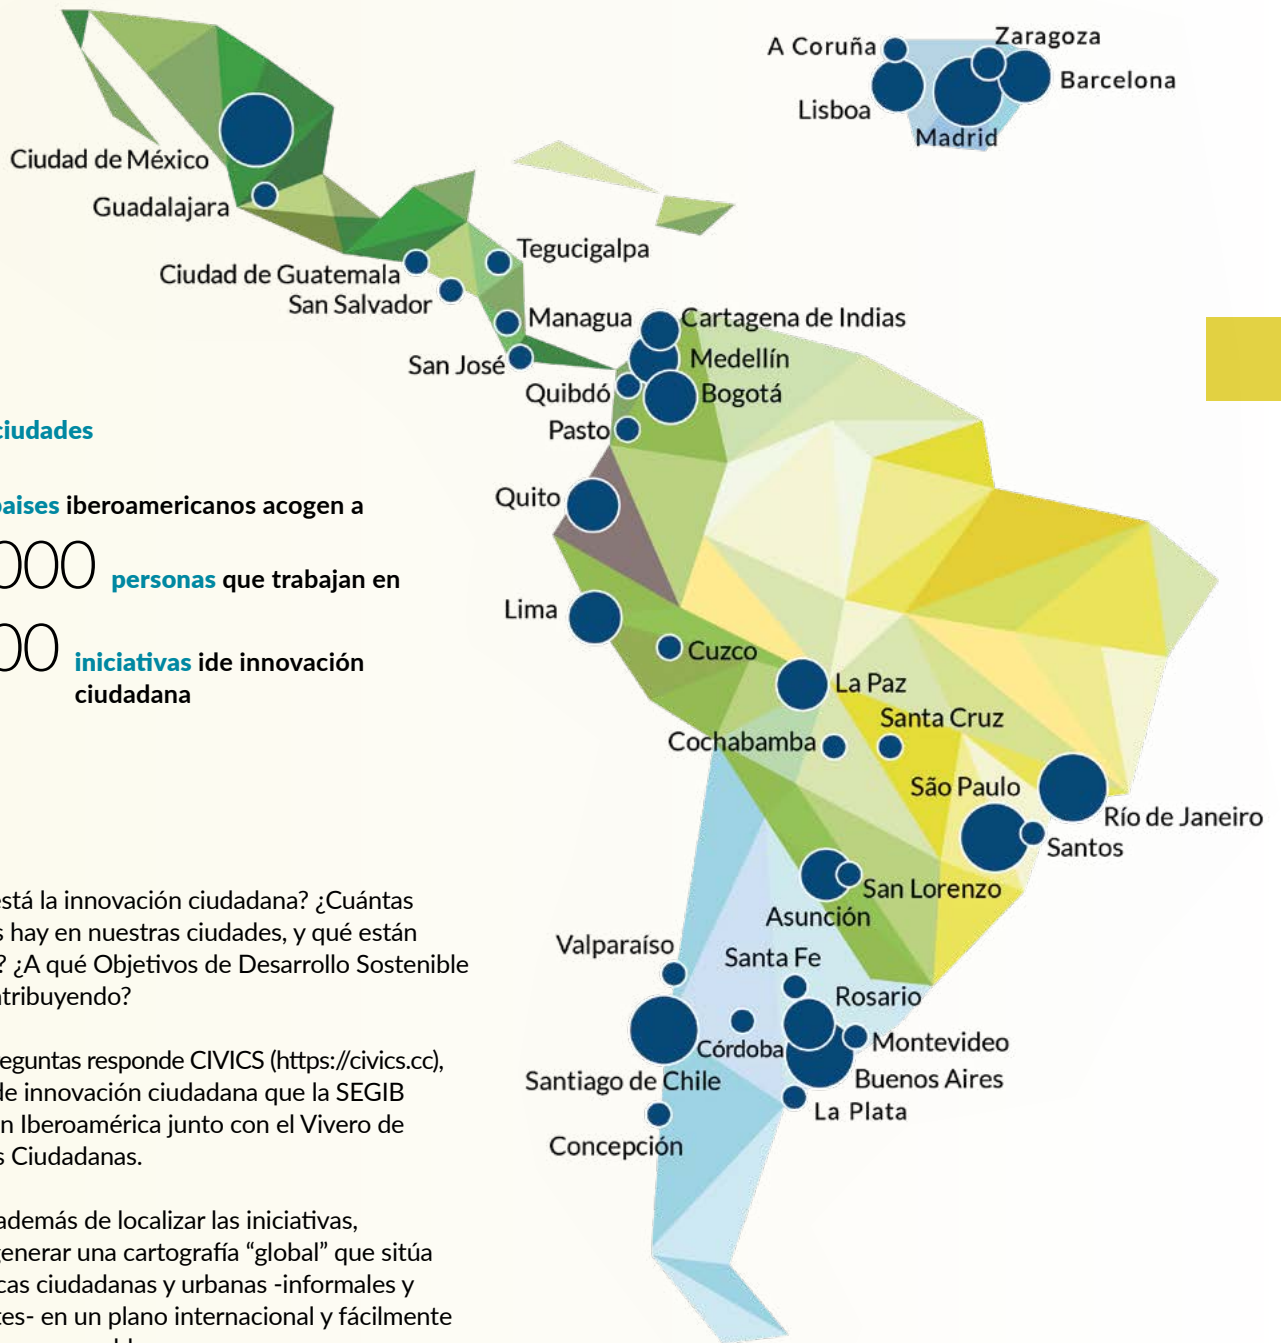 A Coruña
Zaragoza
Barcelona
Lisboa
Madrid
Ciudad de México
Guadalajara
Tegucigalpa
Ciudad de Guatemala
San Salvador
Managua
Cartagena de Indias
San José
Medellín
Quibdó
Bogotá
Pasto
Quito
Lima
Cuzco
La Paz
Santa Cruz
Cochabamba
São Paulo
Río de Janeiro
Santos
San Lorenzo
Asunción
Valparaíso
Santa Fe
Rosario
Córdoba
Montevideo
Santiago de Chile
Buenos Aires
La Plata
Concepción
ciudades
paises iberoamericanos acogen a
000 personas que trabajan en
00 iniciativas ide innovación
ciudadana
está la innovación ciudadana? ¿Cuántas
s hay en nuestras ciudades, y qué están
? ¿A qué Objetivos de Desarrollo Sostenible
ntribuyendo?
reguntas responde CIVICS (https://civics.cc),
de innovación ciudadana que la SEGIB
n Iberoamérica junto con el Vivero de
s Ciudadanas.
además de localizar las iniciativas,
generar una cartografía “global” que sitúa
cas ciudadanas y urbanas -informales y
tes- en un plano internacional y fácilmente